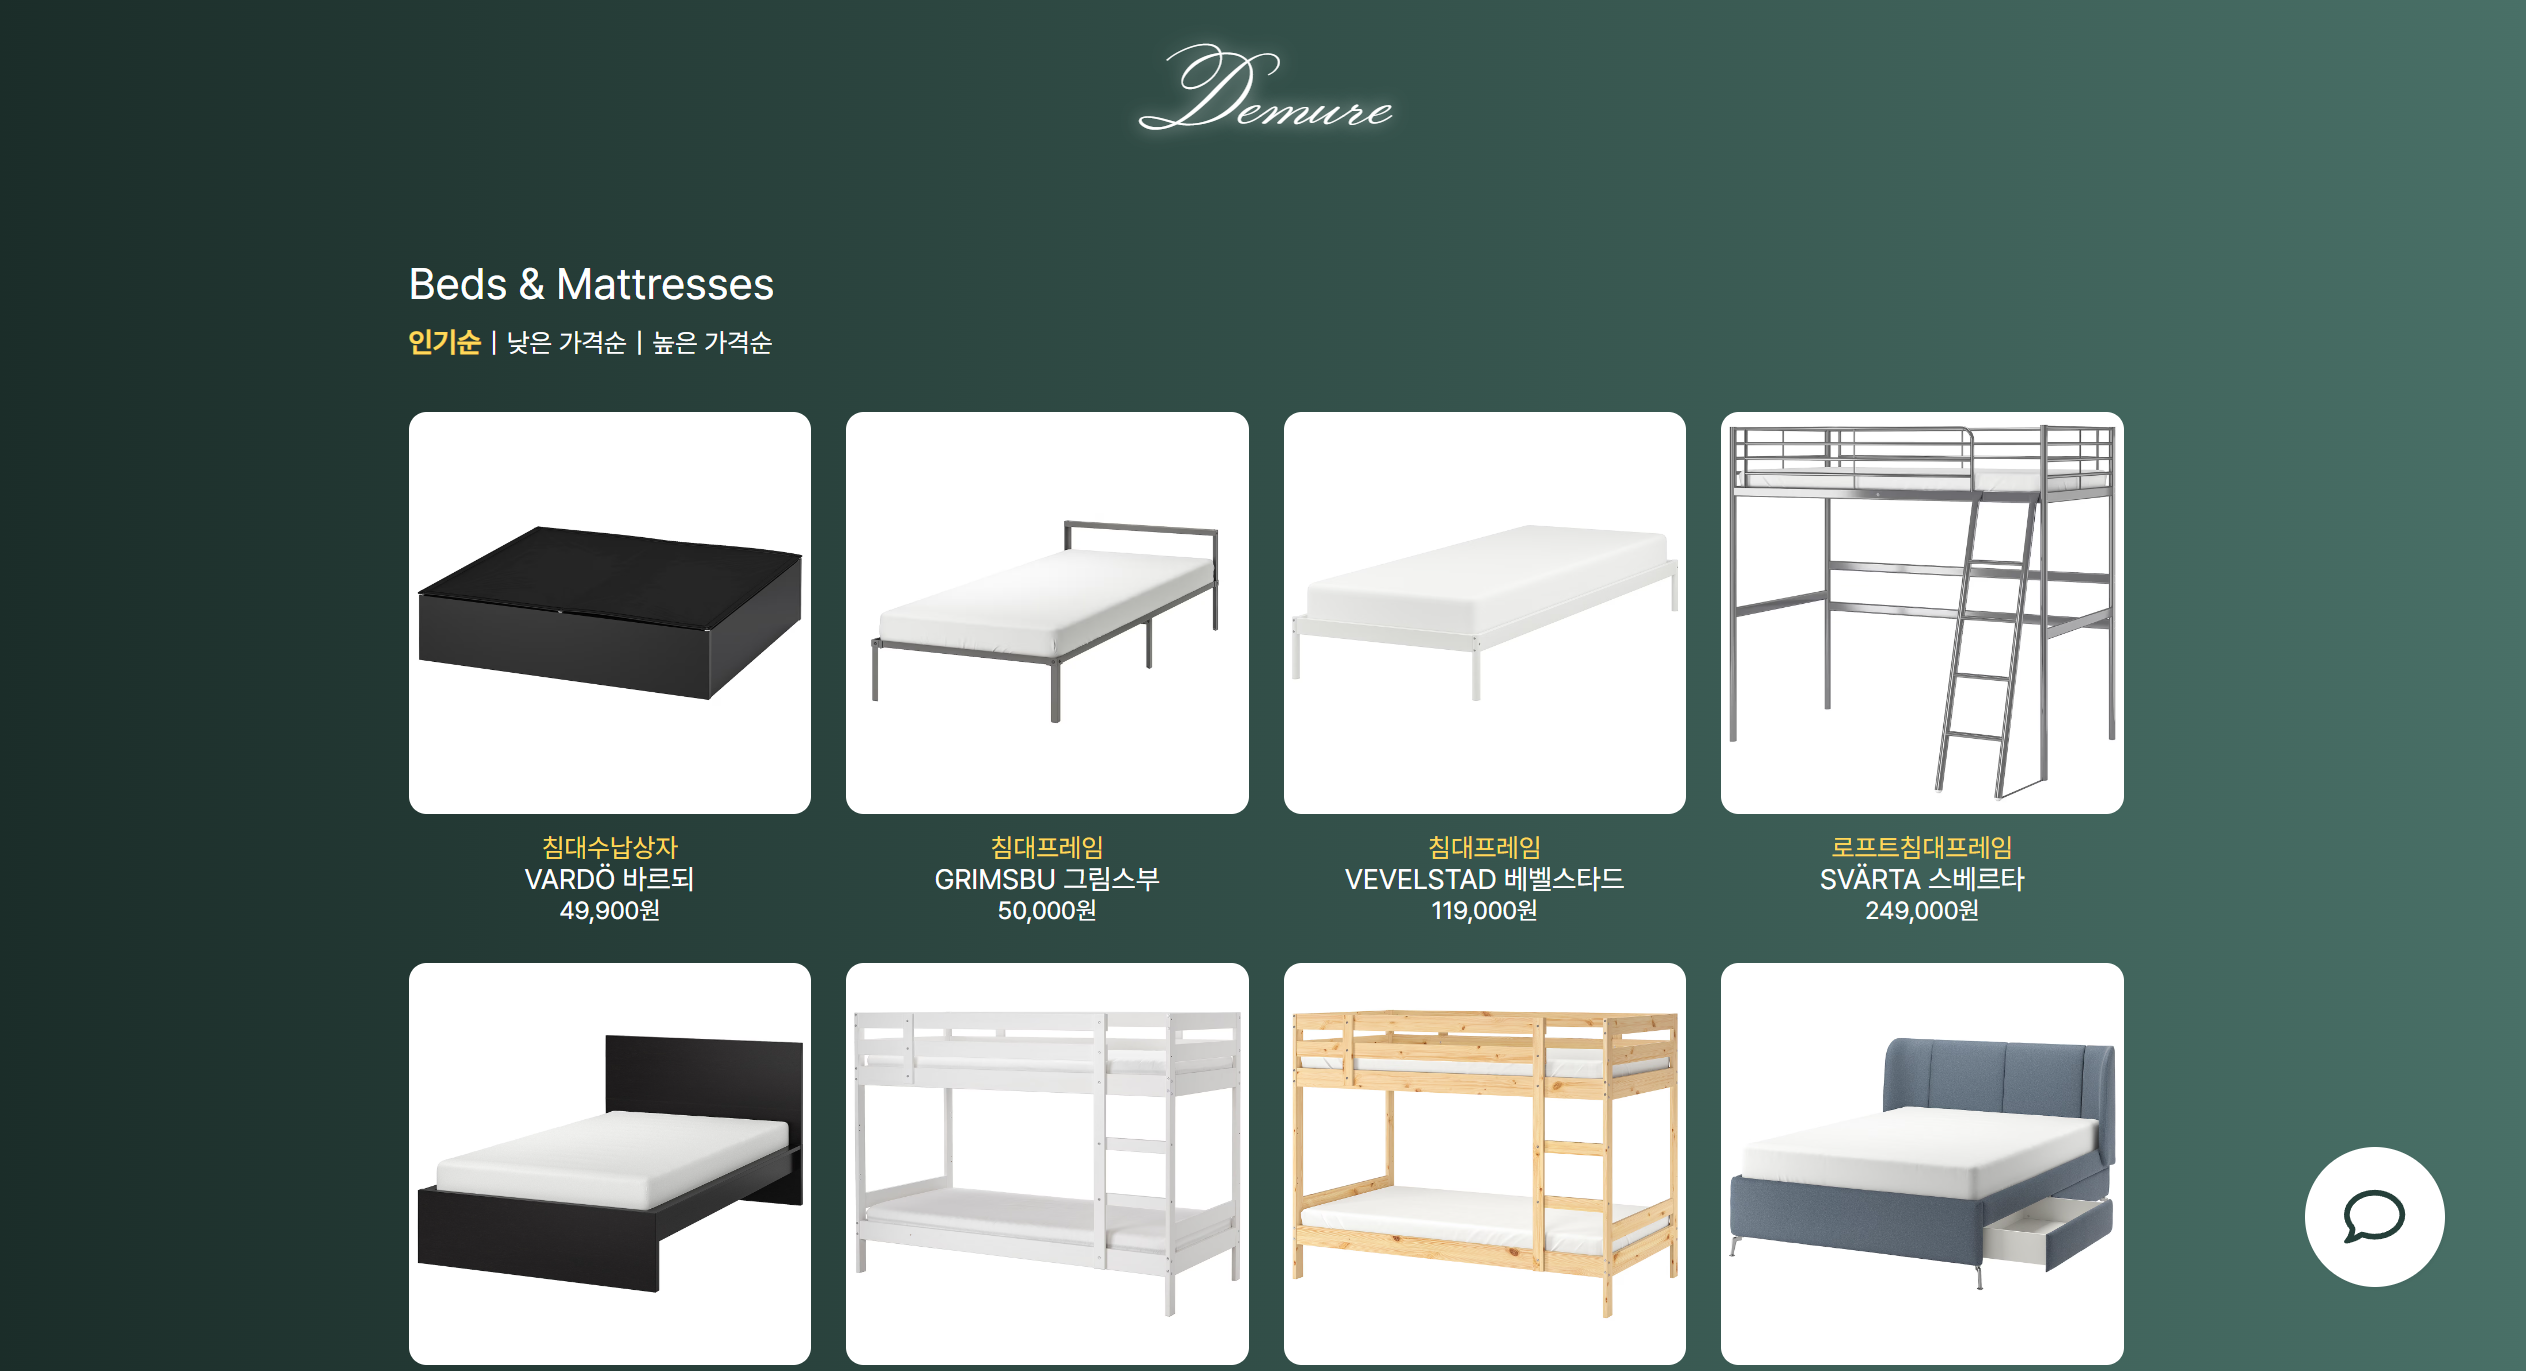 Demure
Beds & Mattresses
인기순 | 낮은 가격순 | 높은 가격순
침대수납상자
VARDÖ 바르되
49,900원
침대프레임
GRIMSBU 그림스부
50,000원
침대프레임
VEVELSTAD 베벨스타드
119,000원
로프트침대프레임
SVÄRTA 스베르타
249,000원